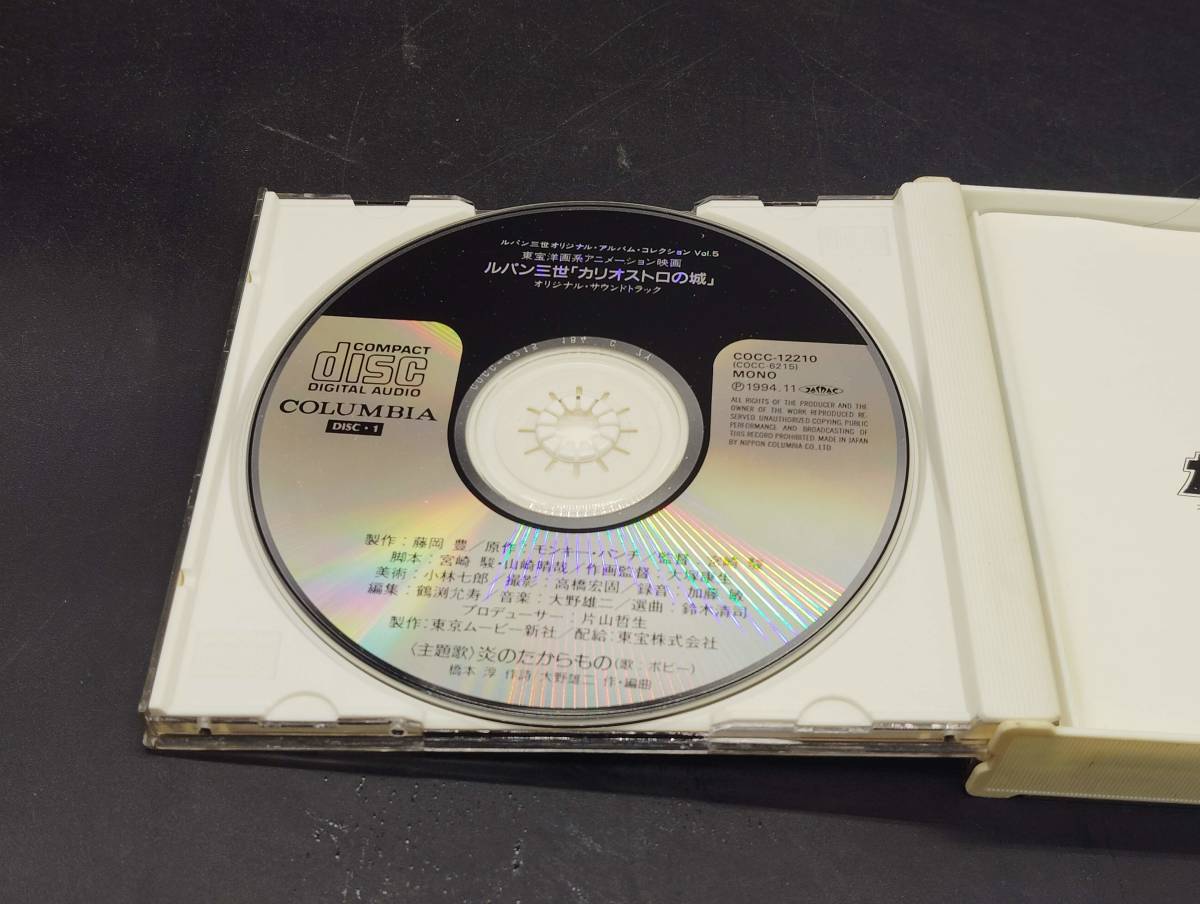 ルパン三世オリジナル・アルバム・コレクション Vol.5
東宝洋画系アニメーション映画
ルパン三世「カリオストロの城」
オリジナル・サウンドトラック
COMPACT
disc
DIGITAL AUDIO
COLUMBIA
DISC・1
COCC-12210
(COCC-6215)
MONO
Ⓟ1994.11 JASRAC
ALL RIGHTS OF THE PRODUCER AND THE
OWNER OF THE WORK REPRODUCED RE-
SERVED. UNAUTHORIZED COPYING, PUBLIC
PERFORMANCE AND BROADCASTING OF
THIS RECORD PROHIBITED. MADE IN JAPAN
BY NIPPON COLUMBIA CO., LTD.
製作：藤岡 豊／原作：モンキー・パンチ／監督：宮崎 駿
脚本：宮崎 駿・山崎晴哉／作画監督：大塚康生
美術：小林七郎／撮影：高橋宏固／録音：加藤 敏
編集：鶴渕允寿／音楽：大野雄二／選曲：鈴木清司
プロデューサー：片山哲生
製作：東京ムービー新社／配給：東宝株式会社
〈主題歌〉炎のたからもの（歌：ボビー）
橋本 淳 作詩 大野雄二 作・編曲